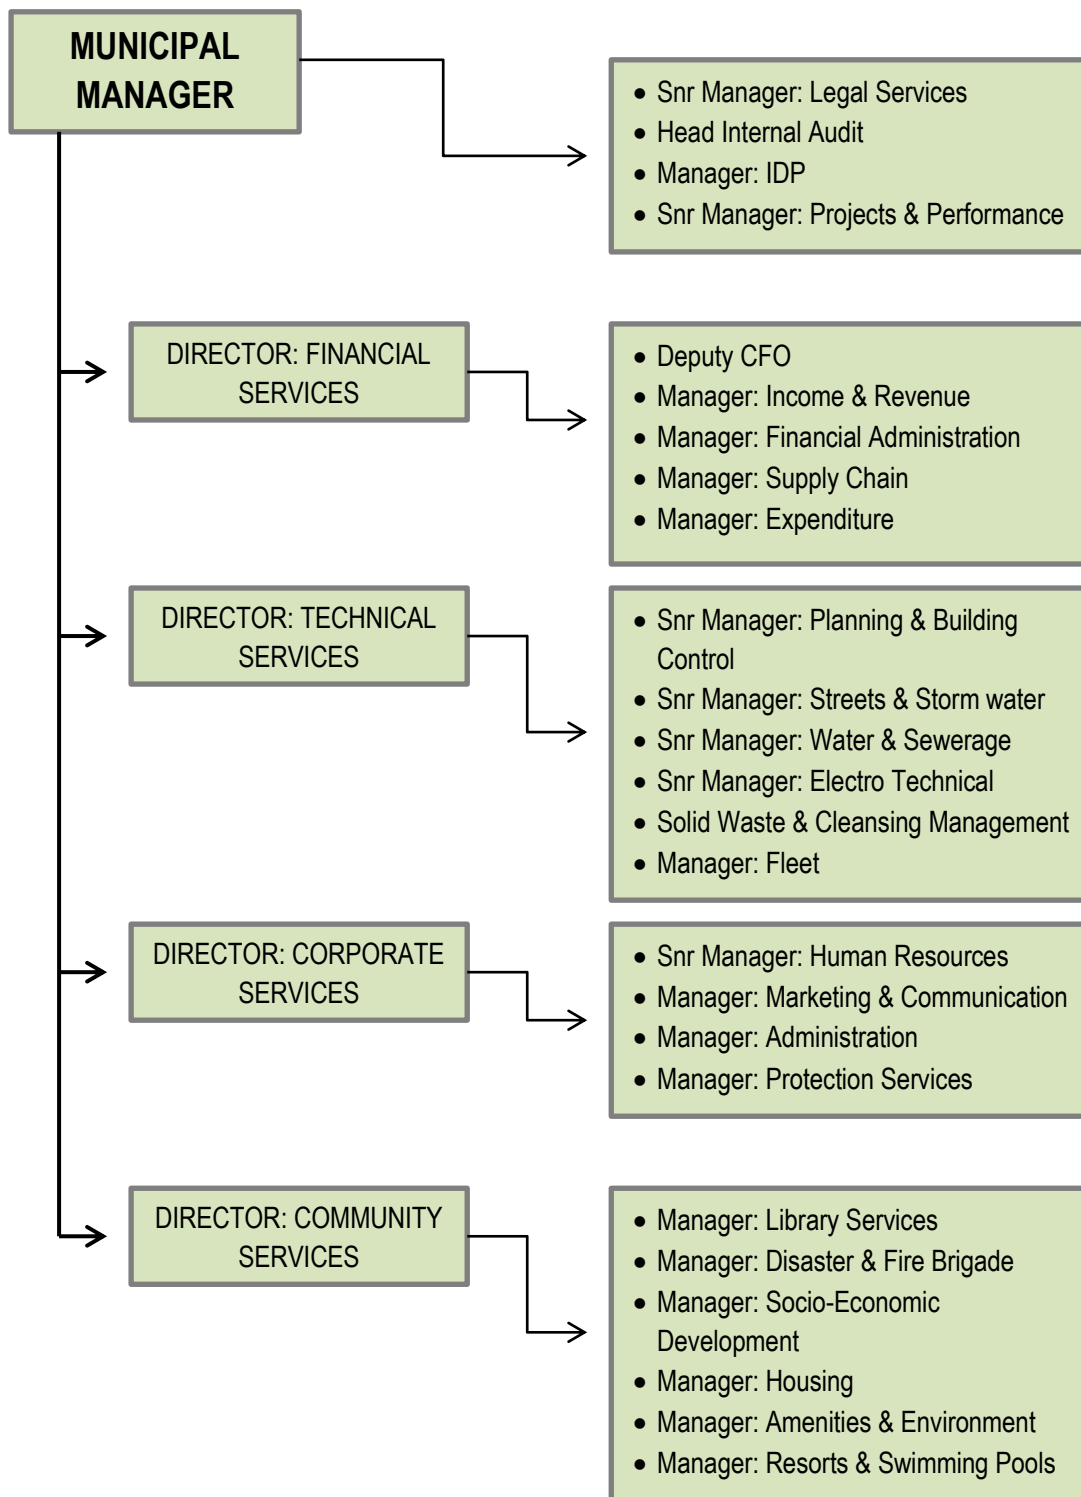 MUNICIPAL
MANAGER
• Snr Manager: Legal Services
• Head Internal Audit
• Manager: IDP
• Snr Manager: Projects & Performance
DIRECTOR: FINANCIAL
SERVICES
• Deputy CFO
• Manager: Income & Revenue
• Manager: Financial Administration
• Manager: Supply Chain
• Manager: Expenditure
DIRECTOR: TECHNICAL
SERVICES
• Snr Manager: Planning & Building
Control
• Snr Manager: Streets & Storm water
• Snr Manager: Water & Sewerage
• Snr Manager: Electro Technical
• Solid Waste & Cleansing Management
• Manager: Fleet
DIRECTOR: CORPORATE
SERVICES
• Snr Manager: Human Resources
• Manager: Marketing & Communication
• Manager: Administration
• Manager: Protection Services
DIRECTOR: COMMUNITY
SERVICES
• Manager: Library Services
• Manager: Disaster & Fire Brigade
• Manager: Socio-Economic
Development
• Manager: Housing
• Manager: Amenities & Environment
• Manager: Resorts & Swimming Pools